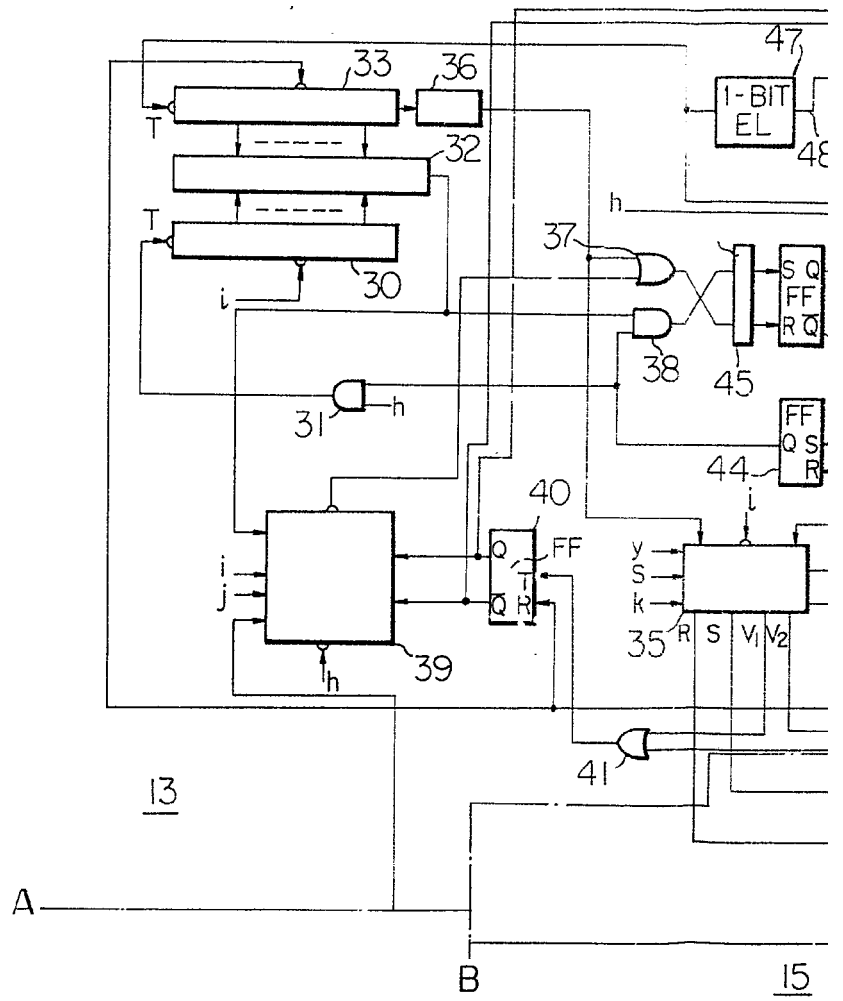 33
36
47
1-BIT
EL
48
T
32
h
T
37
30
i
S Q
FF
R Q̅
38
45
31
h
FF
Q S
R
44
i
40
Q
FF
T
Q̅ R
y
S
k
i
j
35
R S V₁ V₂
39
h
41
13
A
B
15